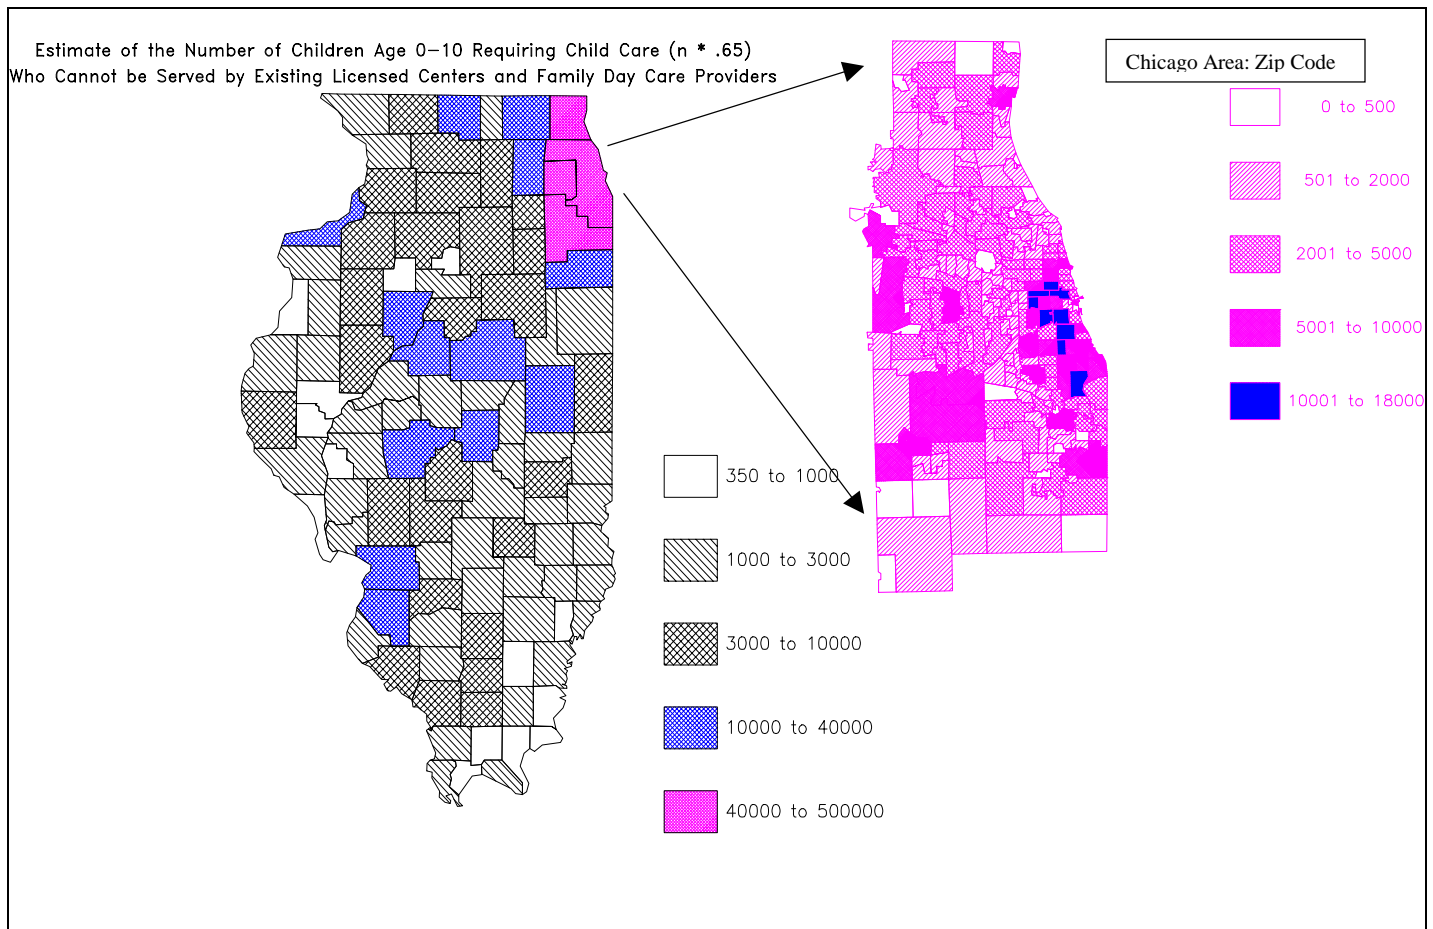 Estimate of the Number of Children Age 0-10 Requiring Child Care (n * .65)
Who Cannot be Served by Existing Licensed Centers and Family Day Care Providers
Chicago Area: Zip Code
0 to 500
501 to 2000
2001 to 5000
5001 to 10000
10001 to 18000
350 to 1000
1000 to 3000
3000 to 10000
10000 to 40000
40000 to 500000